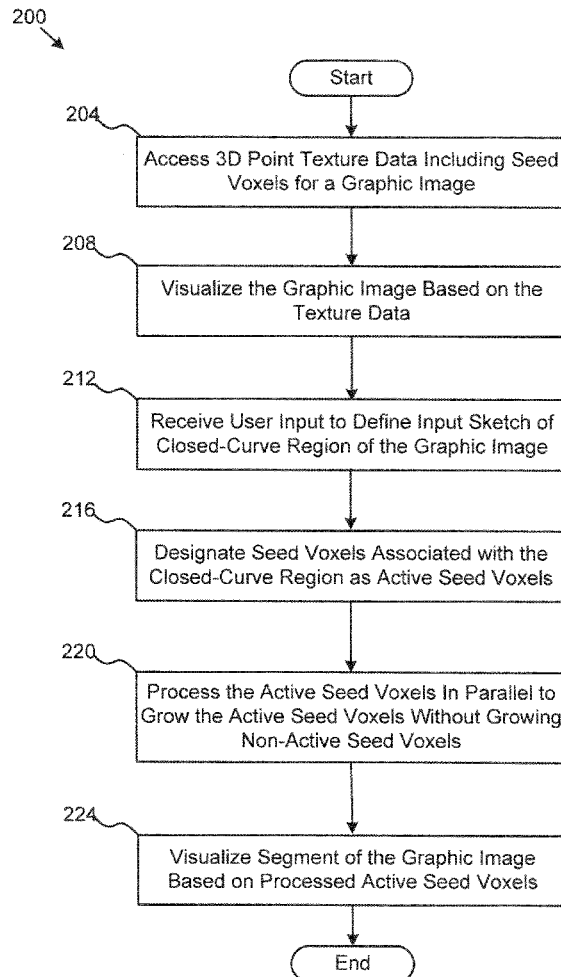 200
Start
204
Access 3D Point Texture Data Including Seed
Voxels for a Graphic Image
208
Visualize the Graphic Image Based on the
Texture Data
212
Receive User Input to Define Input Sketch of
Closed-Curve Region of the Graphic Image
216
Designate Seed Voxels Associated with the
Closed-Curve Region as Active Seed Voxels
220
Process the Active Seed Voxels In Parallel to
Grow the Active Seed Voxels Without Growing
Non-Active Seed Voxels
224
Visualize Segment of the Graphic Image
Based on Processed Active Seed Voxels
End